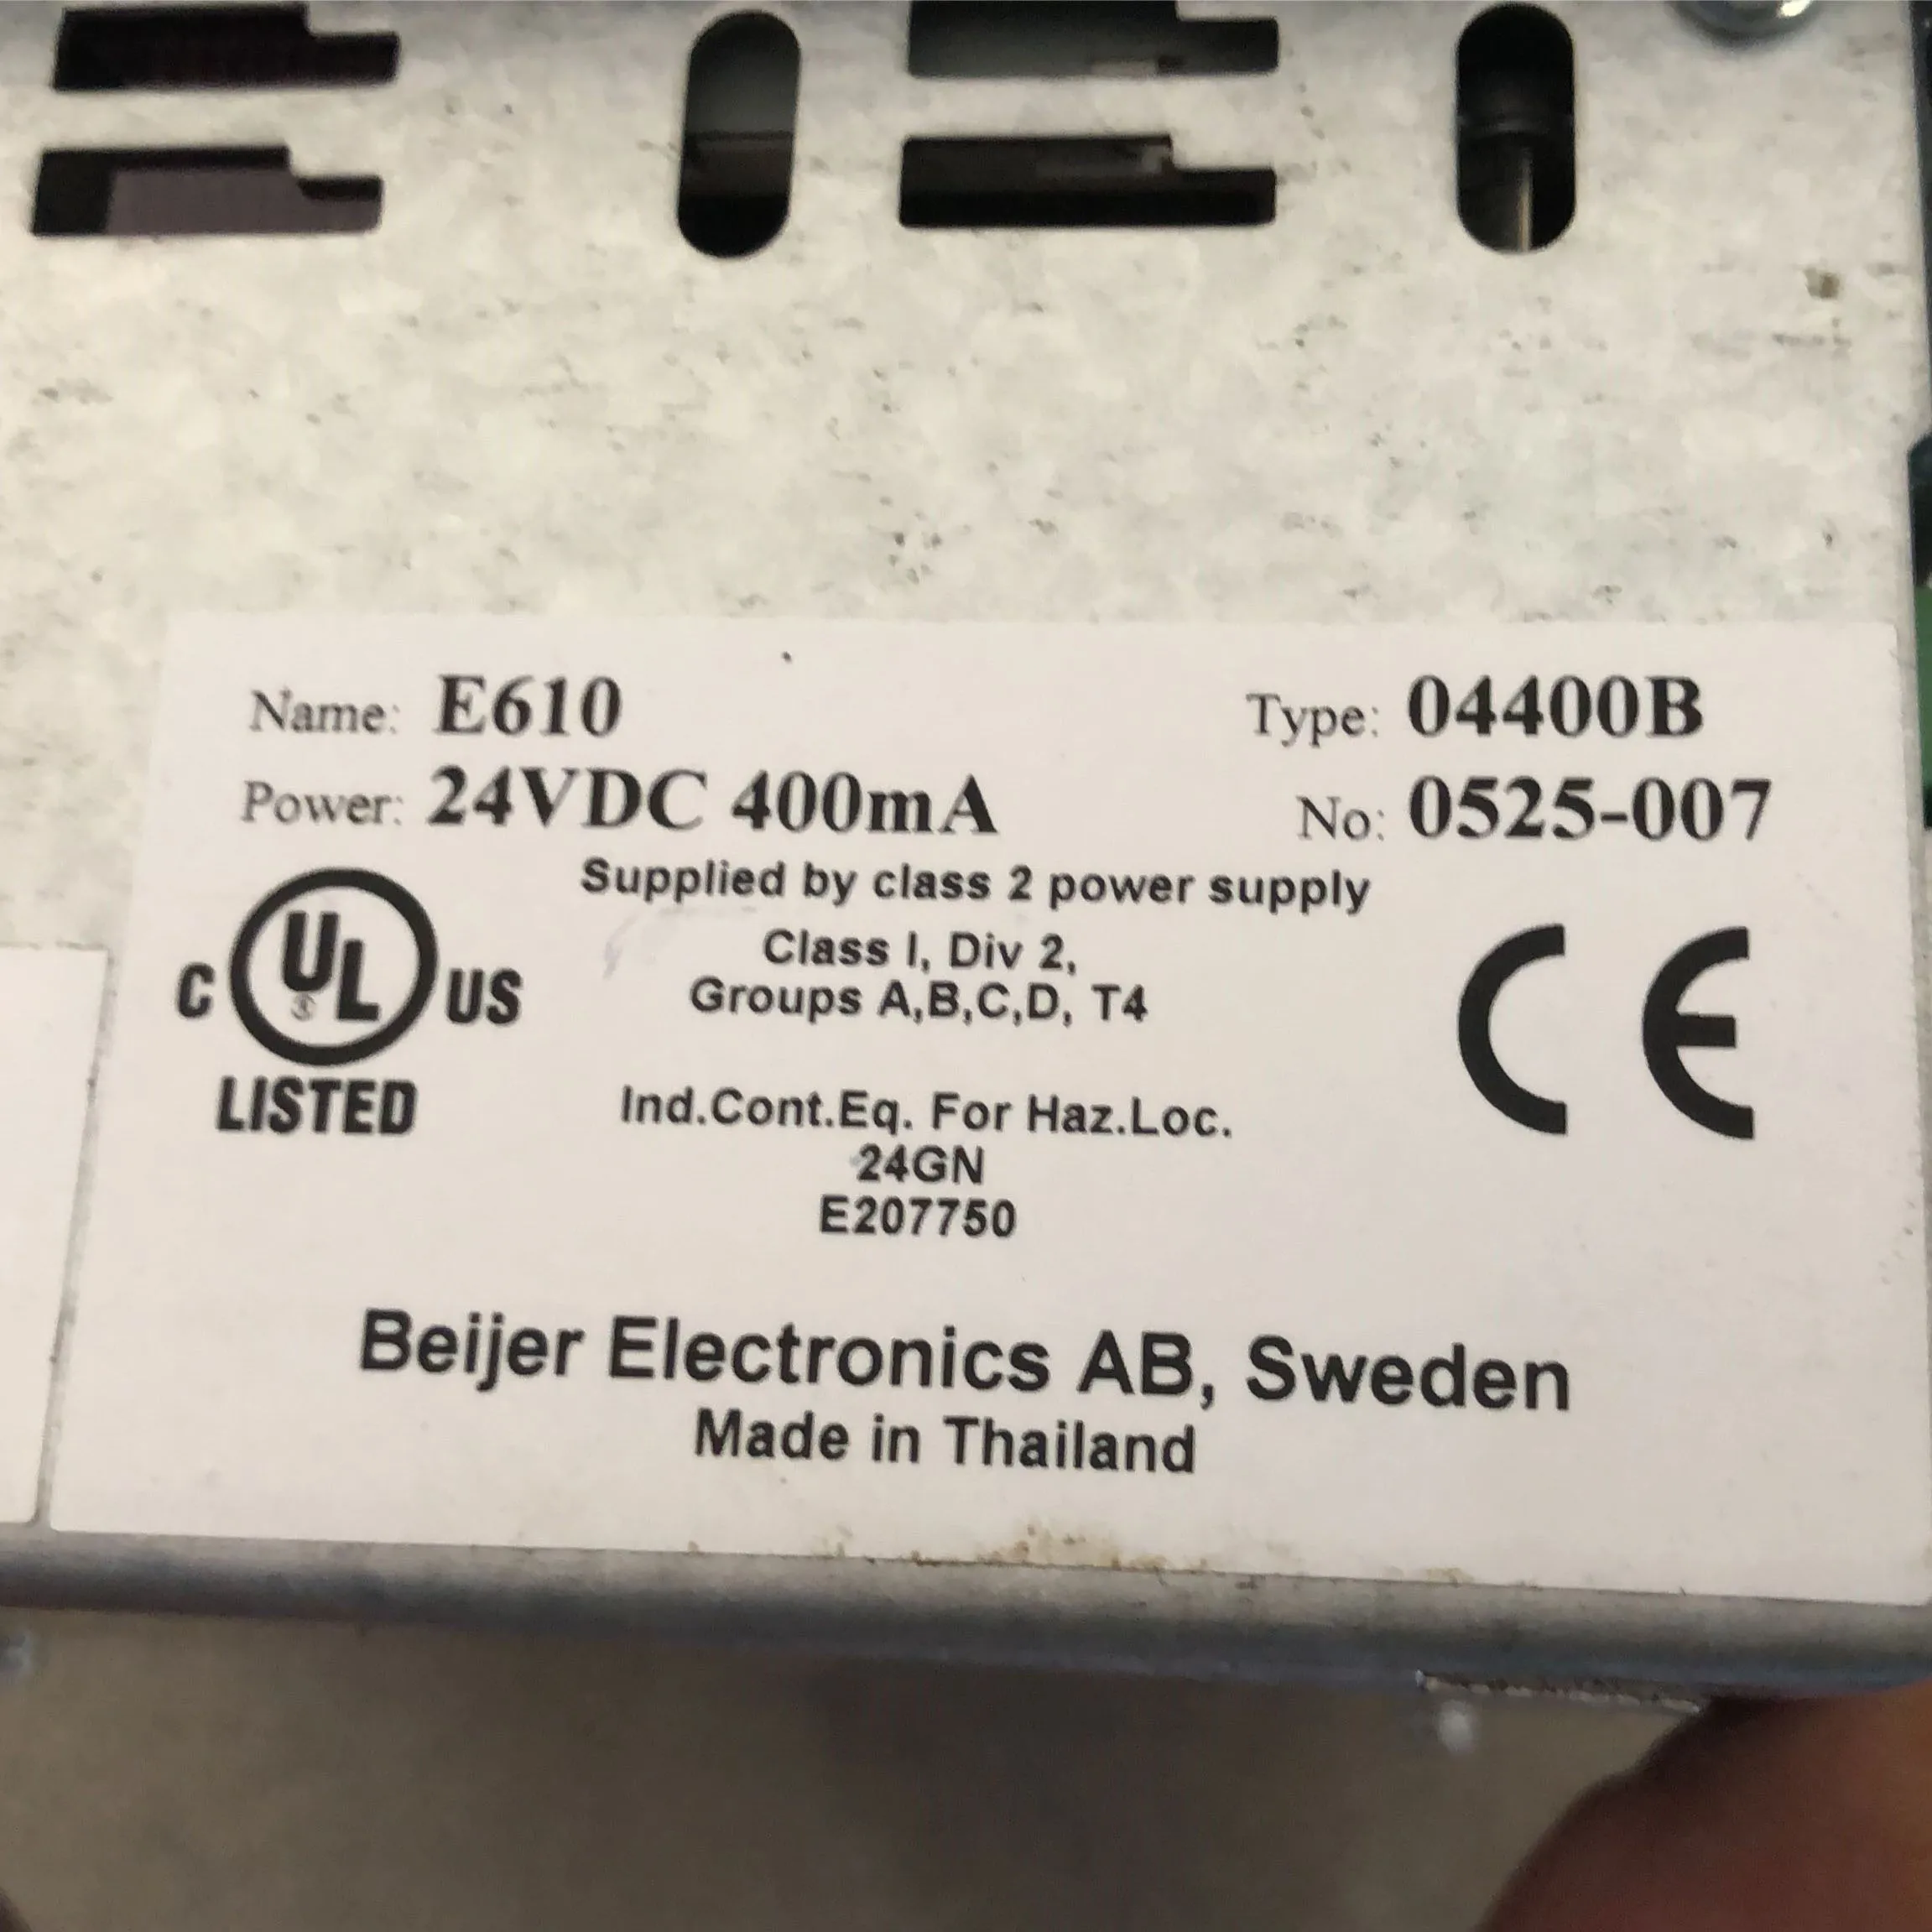 Name: E610
Type: 04400B
Power: 24VDC 400mA
No: 0525-007
Supplied by class 2 power supply
Class I, Div 2,
Groups A,B,C,D, T4
C UL ® US
LISTED
CE
Ind.Cont.Eq. For Haz.Loc.
24GN
E207750
Beijer Electronics AB, Sweden
Made in Thailand